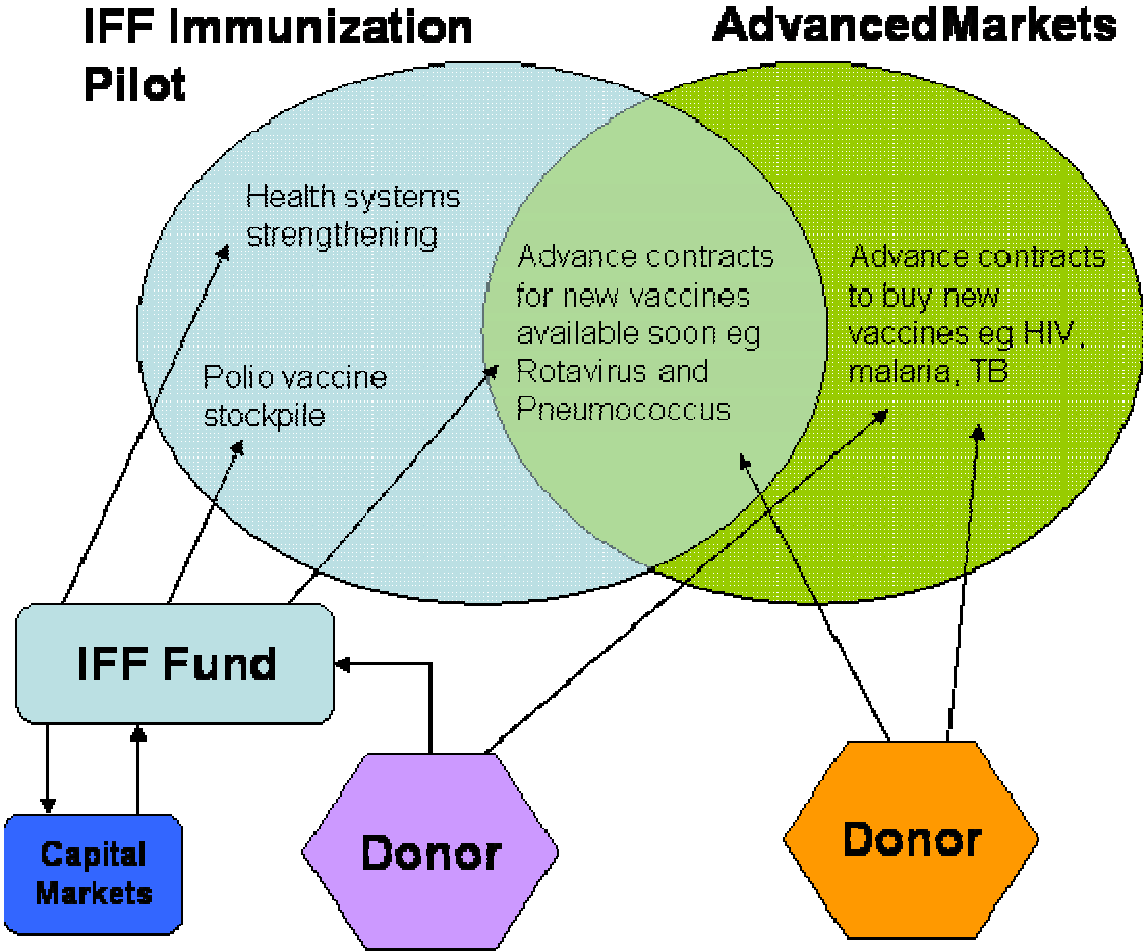 IFF Immunization
Pilot
AdvancedMarkets
Health systems
strengthening
Polio vaccine
stockpile
Advance contracts
for new vaccines
available soon eg
Rotavirus and
Pneumococcus
Advance contracts
to buy new
vaccines eg HIV,
malaria, TB
IFF Fund
Capital
Markets
Donor
Donor